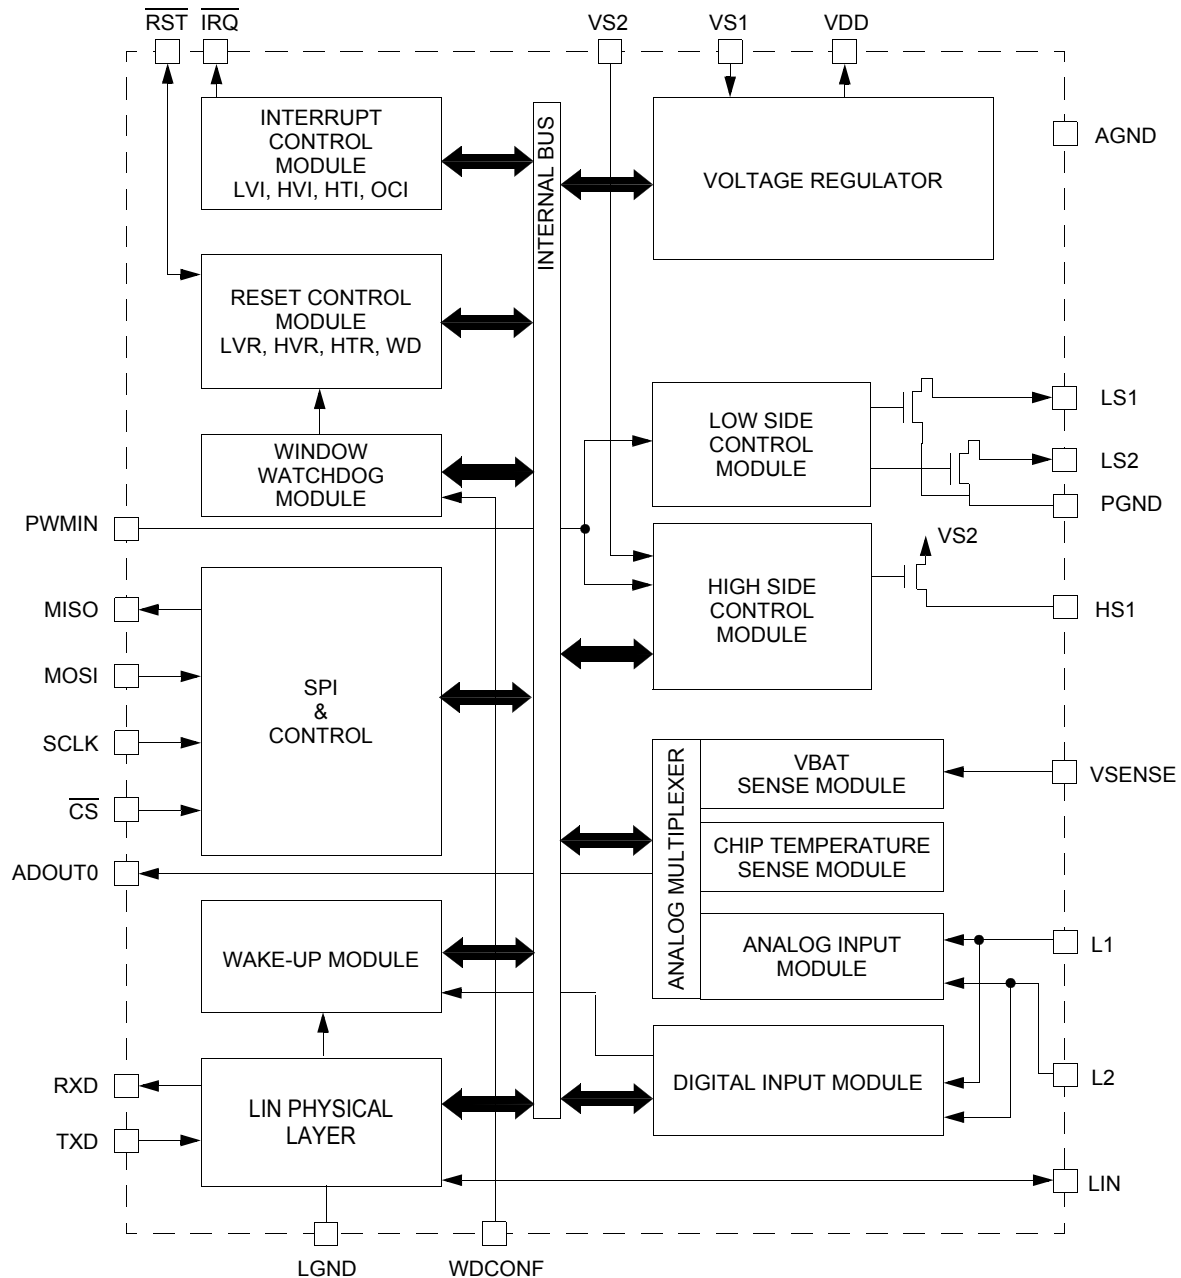 RST
IRQ
VS2
VS1
VDD
INTERRUPT
CONTROL
MODULE
LVI, HVI, HTI, OCI
INTERNAL BUS
VOLTAGE REGULATOR
AGND
RESET CONTROL
MODULE
LVR, HVR, HTR, WD
LOW SIDE
CONTROL
MODULE
LS1
LS2
PGND
WINDOW
WATCHDOG
MODULE
PWMIN
HIGH SIDE
CONTROL
MODULE
VS2
HS1
MISO
MOSI
SCLK
CS
SPI
&
CONTROL
ANALOG MULTIPLEXER
VBAT
SENSE MODULE
VSENSE
CHIP TEMPERATURE
SENSE MODULE
ADOUT0
WAKE-UP MODULE
ANALOG INPUT
MODULE
L1
DIGITAL INPUT MODULE
L2
RXD
TXD
LIN PHYSICAL
LAYER
LIN
LGND
WDCONF